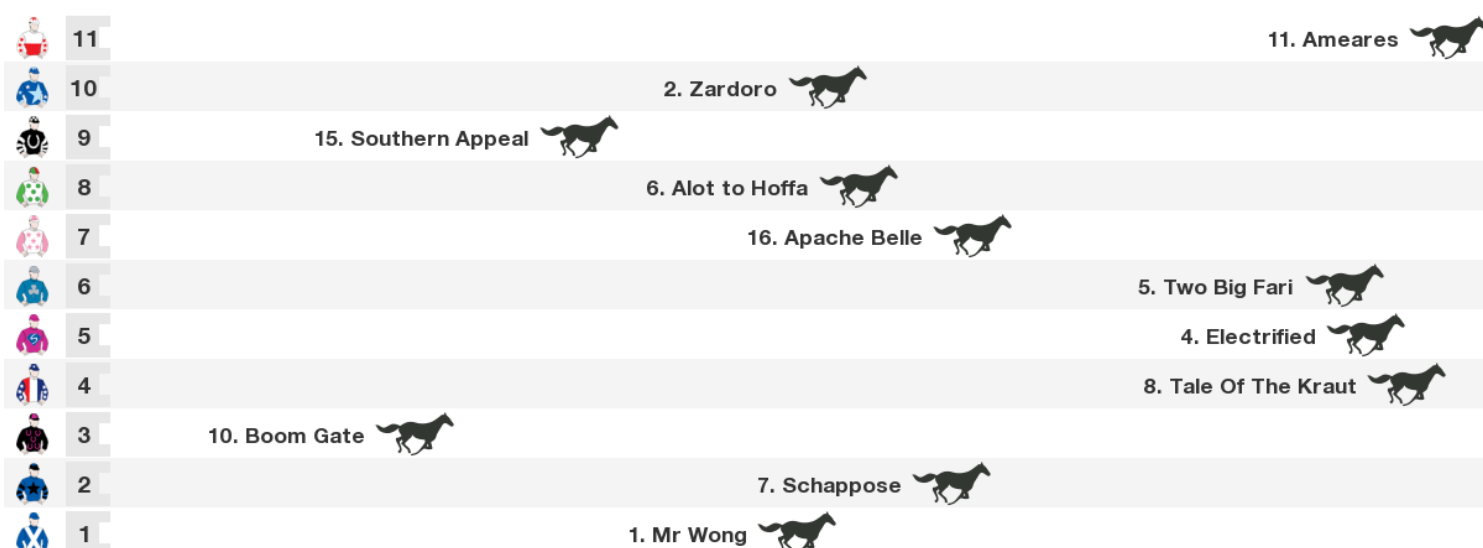 11 11. Ameares
10 2. Zardoro
9 15. Southern Appeal
8 6. Alot to Hoffa
7 16. Apache Belle
6 5. Two Big Fari
5 4. Electrified
4 8. Tale Of The Kraut
3 10. Boom Gate
2 7. Schappose
1 1. Mr Wong